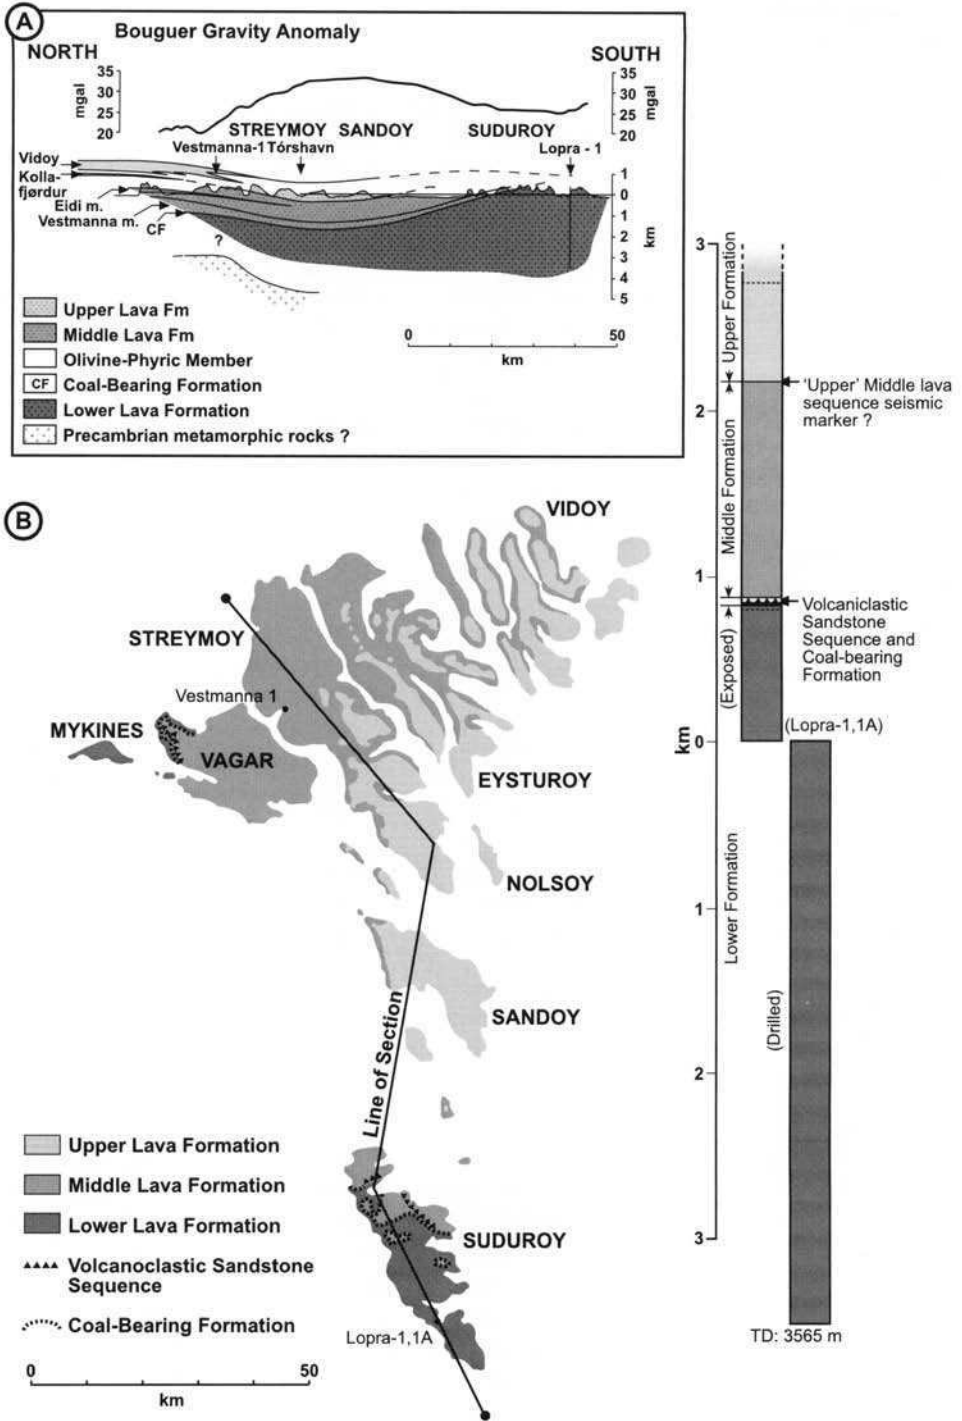 A
Bouguer Gravity Anomaly
NORTH
SOUTH
35
30
25
20
mgal
35
30
25
20
mgal
STREYMOY SANDOY SUDUROY
Vestmanna-1 Tórshavn
Lopra - 1
Vidoy
Kolla-
fjørdur
Eidi m.
Vestmanna m.
CF
?
1
0
1
2
3
4
5
km
Upper Lava Fm
Middle Lava Fm
Olivine-Phyric Member
CF Coal-Bearing Formation
Lower Lava Formation
Precambrian metamorphic rocks ?
0 50
km
B
VIDOY
STREYMOY
Vestmanna 1
MYKINES
VAGAR
EYSTUROY
NOLSOY
SANDOY
Line of Section
SUDUROY
Lopra-1,1A
Upper Lava Formation
Middle Lava Formation
Lower Lava Formation
Volcanoclastic Sandstone
Sequence
Coal-Bearing Formation
0 50
km
3
2
1
0
1
2
3
km
Upper Formation
Middle Formation
(Exposed)
Lower Formation
(Drilled)
'Upper' Middle lava
sequence seismic
marker ?
Volcaniclastic
Sandstone
Sequence and
Coal-bearing
Formation
(Lopra-1,1A)
TD: 3565 m